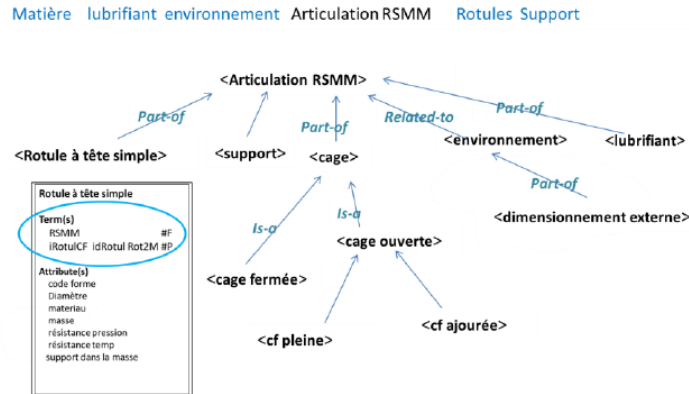 Matière lubrifiant environnement Articulation RSMM Rotules Support
<Articulation RSMM>
Part-of
Part-of
Part-of
Related-to
<Rotule à tête simple>
<support>
<cage>
<environnement>
<lubrifiant>
Part-of
<dimensionnement externe>
Is-a
Is-a
<cage ouverte>
<cage fermée>
<cf pleine>
<cf ajourée>
Rotule à tête simple
Term(s)
RSMM #F
iRotulCF idRotul Rot2M #P
Attribute(s)
code forme
Diamètre
materiau
masse
résistance pression
résistance temp
support dans la masse